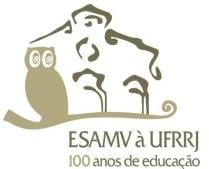 ESAMV à UFRRJ
100 anos de educação